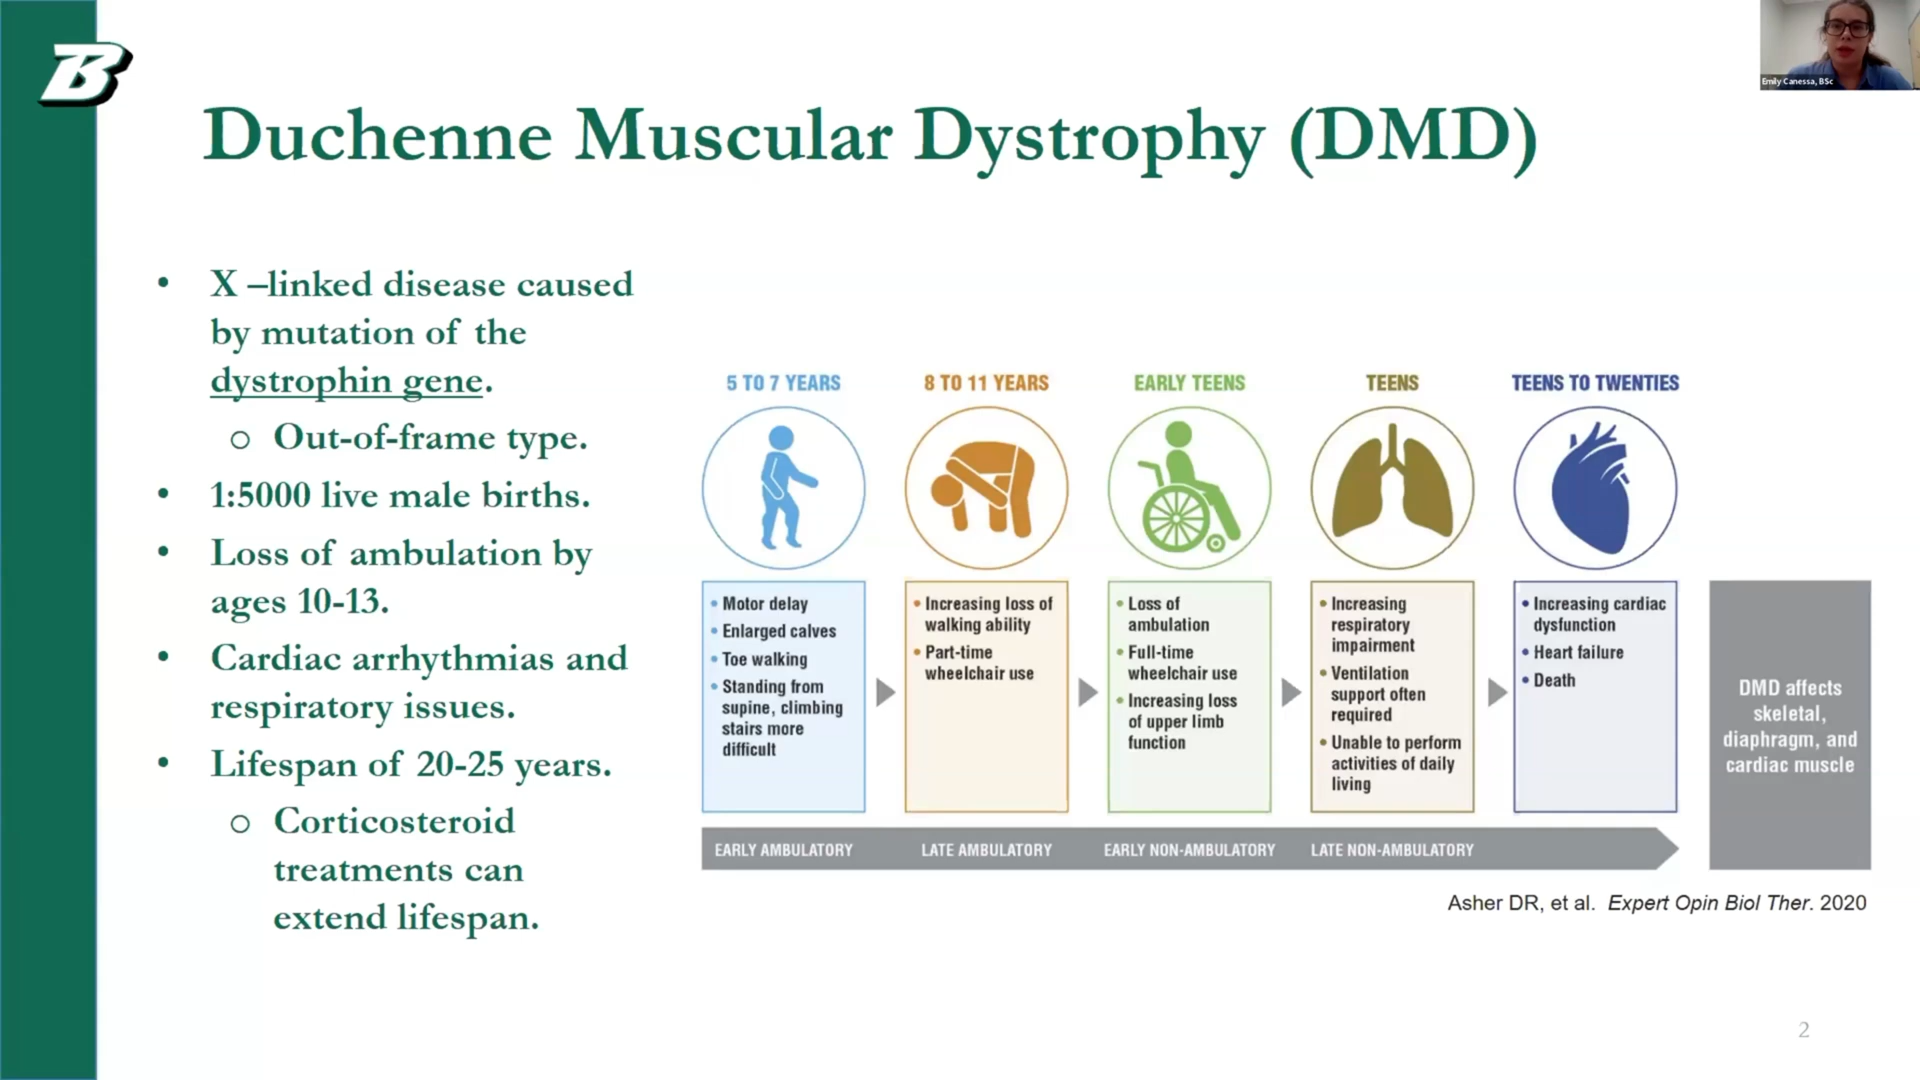 B
Emily Canessa, BSc
Duchenne Muscular Dystrophy (DMD)
• X –linked disease caused
by mutation of the
dystrophin gene.
o Out-of-frame type.
• 1:5000 live male births.
• Loss of ambulation by
ages 10-13.
• Cardiac arrhythmias and
respiratory issues.
• Lifespan of 20-25 years.
o Corticosteroid
treatments can
extend lifespan.
5 TO 7 YEARS
• Motor delay
• Enlarged calves
• Toe walking
• Standing from
supine, climbing
stairs more
difficult
8 TO 11 YEARS
• Increasing loss of
walking ability
• Part-time
wheelchair use
EARLY TEENS
• Loss of
ambulation
• Full-time
wheelchair use
• Increasing loss
of upper limb
function
TEENS
• Increasing
respiratory
impairment
• Ventilation
support often
required
• Unable to perform
activities of daily
living
TEENS TO TWENTIES
• Increasing cardiac
dysfunction
• Heart failure
• Death
DMD affects
skeletal,
diaphragm, and
cardiac muscle
EARLY AMBULATORY
LATE AMBULATORY
EARLY NON-AMBULATORY
LATE NON-AMBULATORY
Asher DR, et al. Expert Opin Biol Ther. 2020
2